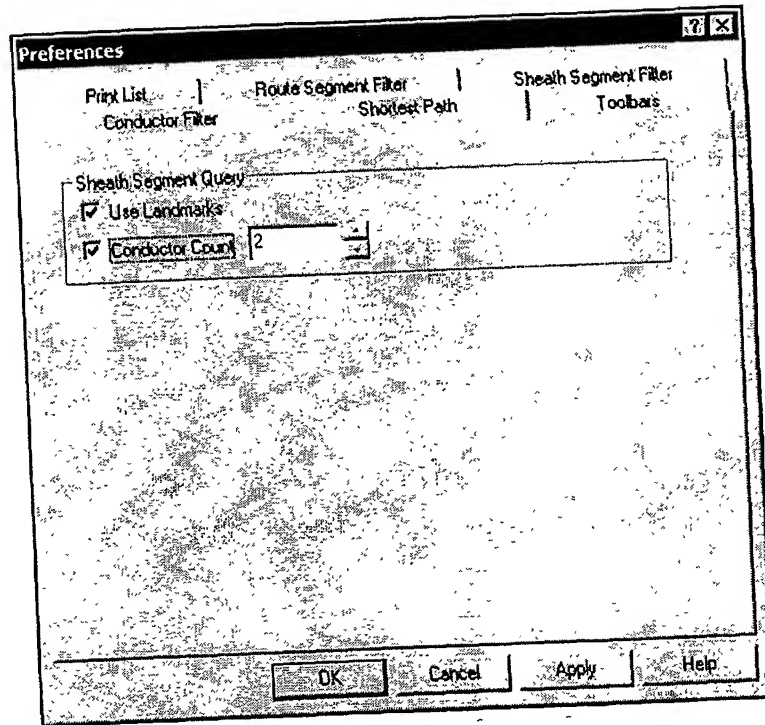 Preferences
Print List
Route Segment Filter
Sheath Segment Filter
Conductor Filter
Shortest Path
Toolbars
Sheath Segment Query
Use Landmarks
Conductor Count 2
OK
Cancel
Apply
Help